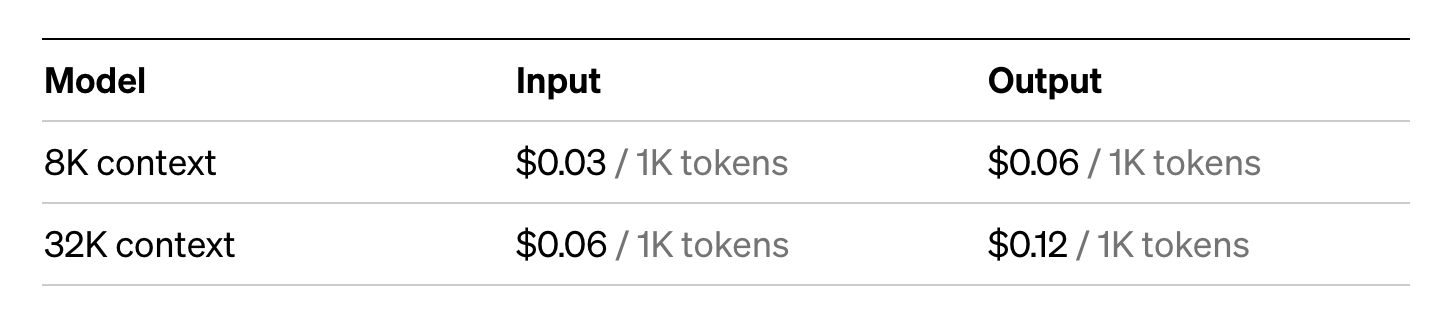 Model Input Output
8K context $0.03 / 1K tokens $0.06 / 1K tokens
32K context $0.06 / 1K tokens $0.12 / 1K tokens